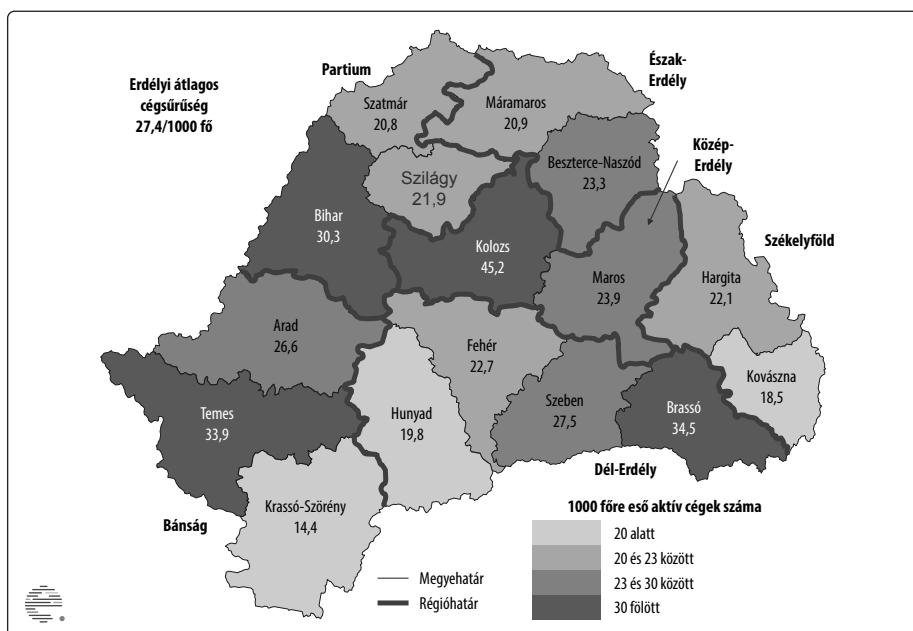 Erdélyi átlagos
cégsűrűség
27,4/1000 fő
Partium
Észak-
Erdély
Szatmár
20,8
Máramaros
20,9
Közép-
Erdély
Beszterce-Naszód
23,3
Szilágy
21,9
Bihar
30,3
Kolozs
45,2
Székelyföld
Maros
23,9
Hargita
22,1
Arad
26,6
Fehér
22,7
Kovászna
18,5
Temes
33,9
Hunyad
19,8
Szeben
27,5
Brassó
34,5
Dél-Erdély
Krassó-Szörény
14,4
Bánság
1000 főre eső aktív cégek száma
20 alatt
20 és 23 között
23 és 30 között
30 fölött
Megyehatár
Régióhatár